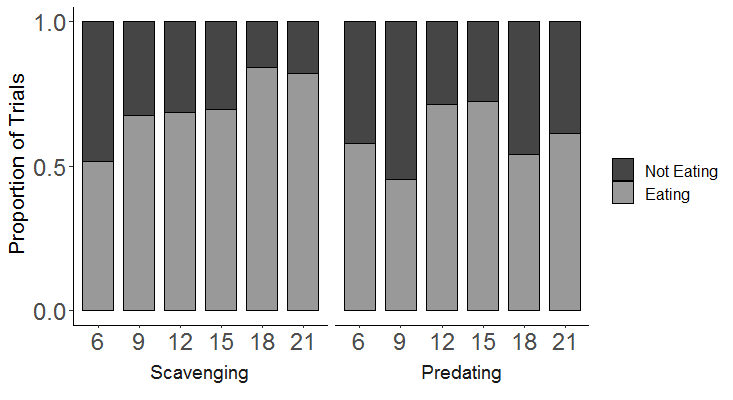 Proportion of Trials
1.0
0.5
0.0
6 9 12 15 18 21
6 9 12 15 18 21
Scavenging
Predating
Not Eating
Eating